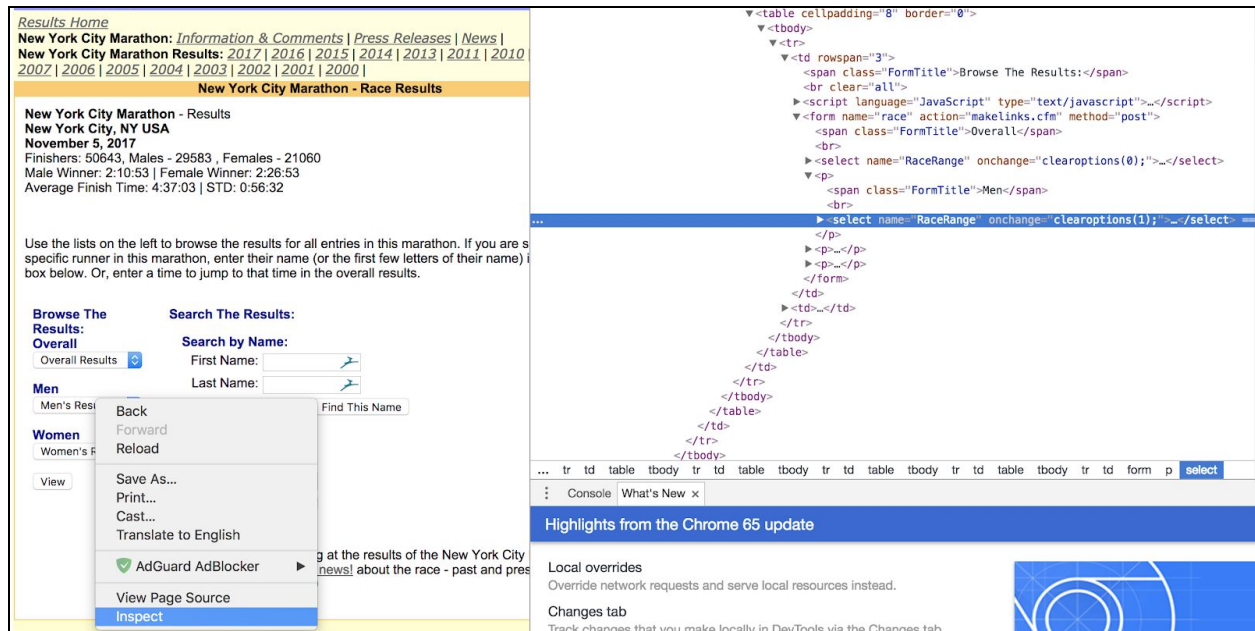 Results Home
New York City Marathon: Information & Comments | Press Releases | News |
New York City Marathon Results: 2017 | 2016 | 2015 | 2014 | 2013 | 2011 | 2010
2007 | 2006 | 2005 | 2004 | 2003 | 2002 | 2001 | 2000 |
New York City Marathon - Race Results
New York City Marathon - Results
New York City, NY USA
November 5, 2017
Finishers: 50643, Males - 29583 , Females - 21060
Male Winner: 2:10:53 | Female Winner: 2:26:53
Average Finish Time: 4:37:03 | STD: 0:56:32
Use the lists on the left to browse the results for all entries in this marathon. If you are s
specific runner in this marathon, enter their name (or the first few letters of their name) i
box below. Or, enter a time to jump to that time in the overall results.
Browse The
Results:
Overall
Overall Results
Men
Men's Resu
Women
Women's R
View
Search The Results:
Search by Name:
First Name:
Last Name:
Find This Name
Back
Forward
Reload
Save As...
Print...
Cast...
Translate to English
AdGuard AdBlocker
View Page Source
Inspect
g at the results of the New York City
news! about the race - past and pres
▼<table cellpadding="8" border="0">
▼<tbody>
▼<tr>
▼<td rowspan="3">
<span class="FormTitle">Browse The Results:</span>
<br clear="all">
▶<script language="JavaScript" type="text/javascript">…</script>
▼<form name="race" action="makelinks.cfm" method="post">
<span class="FormTitle">Overall</span>
<br>
▶<select name="RaceRange" onchange="clearoptions(0);">…</select>
▼<p>
<span class="FormTitle">Men</span>
<br>
... ▶<select name="RaceRange" onchange="clearoptions(1);">…</select> ==
</p>
▶<p>…</p>
▶<p>…</p>
</form>
</td>
▶<td>…</td>
</tr>
</tbody>
</table>
</td>
</tr>
</tbody>
</table>
</td>
</tr>
</tbody>
... tr td table tbody tr td table tbody tr td table tbody tr td table tbody tr td form p select
Console What's New ×
Highlights from the Chrome 65 update
Local overrides
Override network requests and serve local resources instead.
Changes tab
Track changes that you make locally in DevTools via the Changes tab.